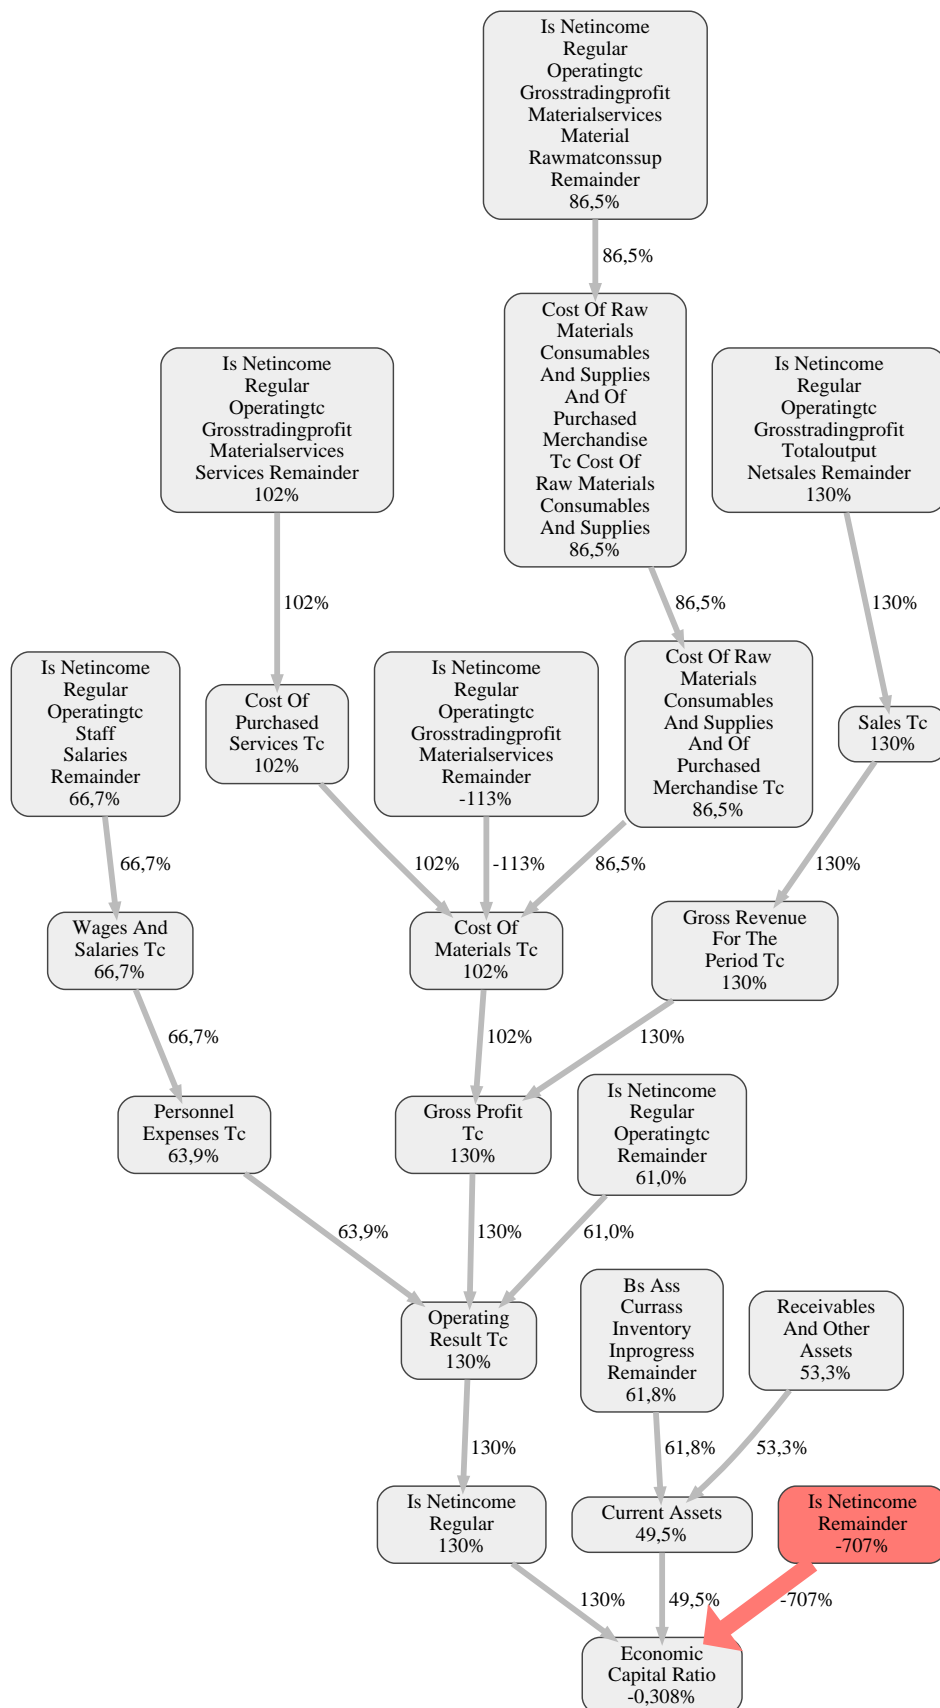 Is Netincome
Regular
Operatingtc
Grosstradingprofit
Materialservices
Material
Rawmatconssup
Remainder
86,5%
86,5%
Cost Of Raw
Materials
Consumables
And Supplies
And Of
Purchased
Merchandise
Tc Cost Of
Raw Materials
Consumables
And Supplies
86,5%
Is Netincome
Regular
Operatingtc
Grosstradingprofit
Materialservices
Services Remainder
102%
Is Netincome
Regular
Operatingtc
Grosstradingprofit
Totaloutput
Netsales Remainder
130%
102%
86,5%
130%
Is Netincome
Regular
Operatingtc
Staff
Salaries
Remainder
66,7%
Cost Of
Purchased
Services Tc
102%
Is Netincome
Regular
Operatingtc
Grosstradingprofit
Materialservices
Remainder
-113%
Cost Of Raw
Materials
Consumables
And Supplies
And Of
Purchased
Merchandise Tc
86,5%
Sales Tc
130%
66,7%
102%
-113%
86,5%
130%
Wages And
Salaries Tc
66,7%
Cost Of
Materials Tc
102%
Gross Revenue
For The
Period Tc
130%
66,7%
102%
130%
Personnel
Expenses Tc
63,9%
Gross Profit
Tc
130%
Is Netincome
Regular
Operatingtc
Remainder
61,0%
63,9%
130%
61,0%
Operating
Result Tc
130%
Bs Ass
Currass
Inventory
Inprogress
Remainder
61,8%
Receivables
And Other
Assets
53,3%
130%
61,8%
53,3%
Is Netincome
Regular
130%
Current Assets
49,5%
Is Netincome
Remainder
-707%
130%
49,5%
-707%
Economic
Capital Ratio
-0,308%